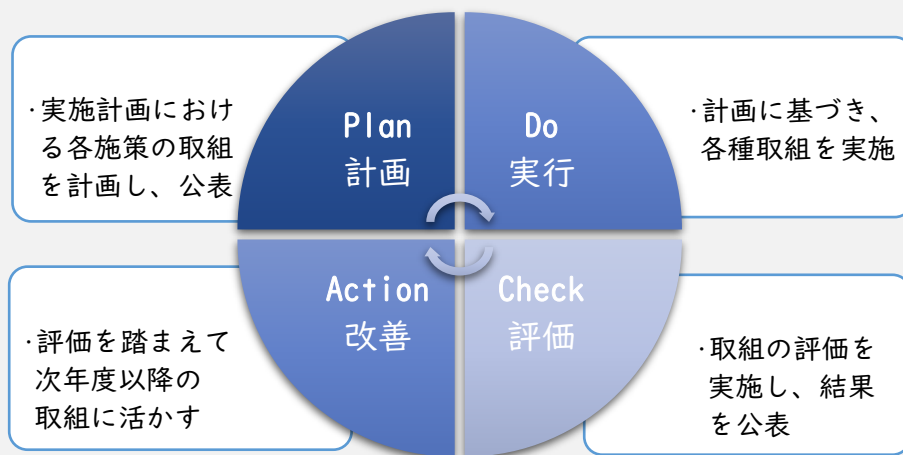 ・実施計画におけ
る各施策の取組
を計画し、公表
Plan
計画
Do
実行
・計画に基づき、
各種取組を実施
・評価を踏まえて
次年度以降の
取組に活かす
Action
改善
Check
評価
・取組の評価を
実施し、結果
を公表